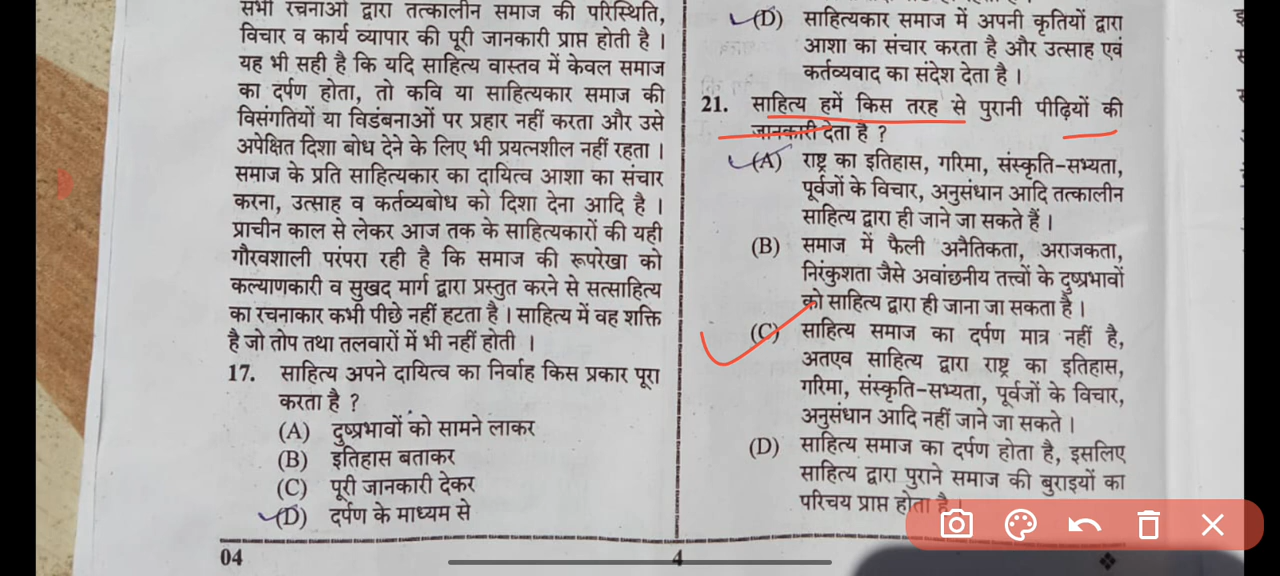 सभी रचनाओं द्वारा तत्कालीन समाज की परिस्थिति,
विचार व कार्य व्यापार की पूरी जानकारी प्राप्त होती है ।
यह भी सही है कि यदि साहित्य वास्तव में केवल समाज
का दर्पण होता, तो कवि या साहित्यकार समाज की
विसंगतियों या विडंबनाओं पर प्रहार नहीं करता और उसे
अपेक्षित दिशा बोध देने के लिए भी प्रयत्नशील नहीं रहता ।
समाज के प्रति साहित्यकार का दायित्व आशा का संचार
करना, उत्साह व कर्तव्यबोध को दिशा देना आदि है ।
प्राचीन काल से लेकर आज तक के साहित्यकारों की यही
गौरवशाली परंपरा रही है कि समाज की रूपरेखा को
कल्याणकारी व सुखद मार्ग द्वारा प्रस्तुत करने से सत्साहित्य
का रचनाकार कभी पीछे नहीं हटता है । साहित्य में वह शक्ति
है जो तोप तथा तलवारों में भी नहीं होती ।
17. साहित्य अपने दायित्व का निर्वाह किस प्रकार पूरा
करता है ?
(A) दुष्प्रभावों को सामने लाकर
(B) इतिहास बताकर
(C) पूरी जानकारी देकर
(D) दर्पण के माध्यम से
(D) साहित्यकार समाज में अपनी कृतियों द्वारा
आशा का संचार करता है और उत्साह एवं
कर्तव्यवाद का संदेश देता है ।
21. साहित्य हमें किस तरह से पुरानी पीढ़ियों की
जानकारी देता है ?
(A) राष्ट्र का इतिहास, गरिमा, संस्कृति-सभ्यता,
पूर्वजों के विचार, अनुसंधान आदि तत्कालीन
साहित्य द्वारा ही जाने जा सकते हैं ।
(B) समाज में फैली अनैतिकता, अराजकता,
निरंकुशता जैसे अवांछनीय तत्त्वों के दुष्प्रभावों
को साहित्य द्वारा ही जाना जा सकता है ।
(C) साहित्य समाज का दर्पण मात्र नहीं है,
अतएव साहित्य द्वारा राष्ट्र का इतिहास,
गरिमा, संस्कृति-सभ्यता, पूर्वजों के विचार,
अनुसंधान आदि नहीं जाने जा सकते ।
(D) साहित्य समाज का दर्पण होता है, इसलिए
साहित्य द्वारा पुराने समाज की बुराइयों का
परिचय प्राप्त होता है ।
04
4